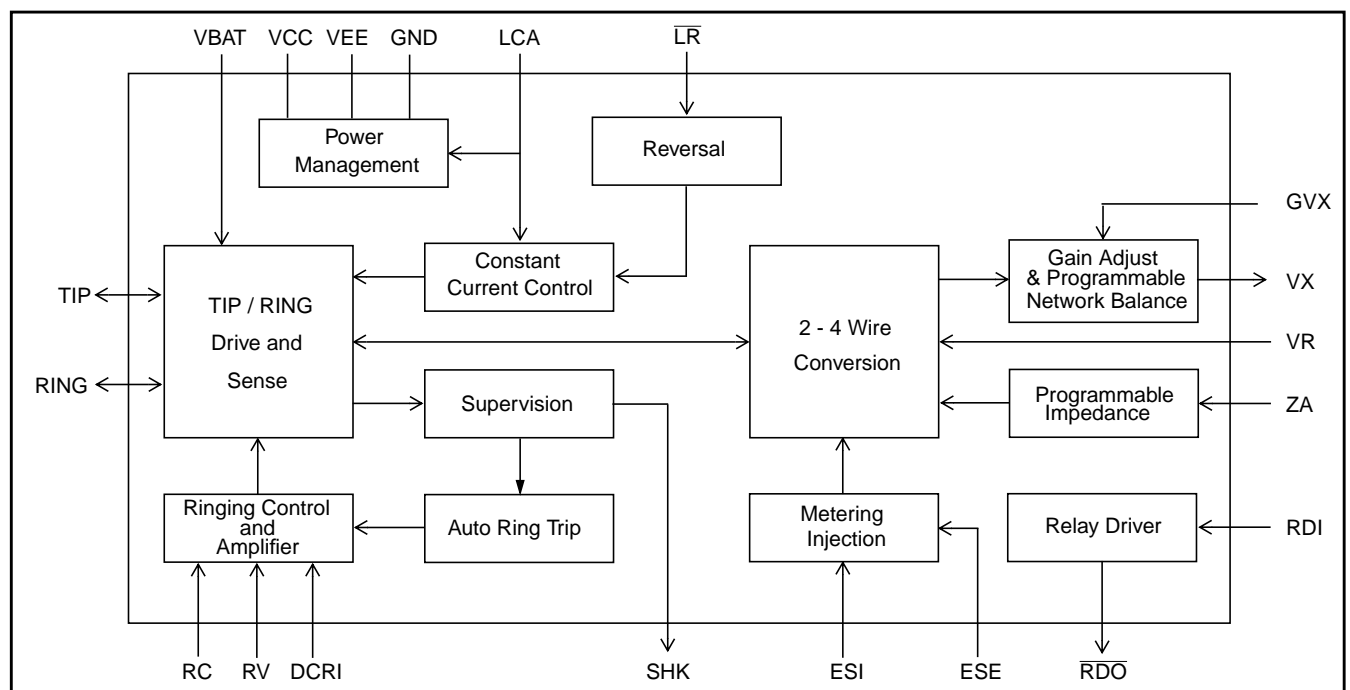 VBAT VCC VEE GND LCA L̅R̅
Power
Management
Reversal
GVX
Constant
Current Control
Gain Adjust
& Programmable
Network Balance
VX
TIP
TIP / RING
Drive and
Sense
2 - 4 Wire
Conversion
VR
RING
Supervision
Programmable
Impedance
ZA
Ringing Control
and
Amplifier
Auto Ring Trip
Metering
Injection
Relay Driver
RDI
RC RV DCRI SHK ESI ESE R̅D̅O̅